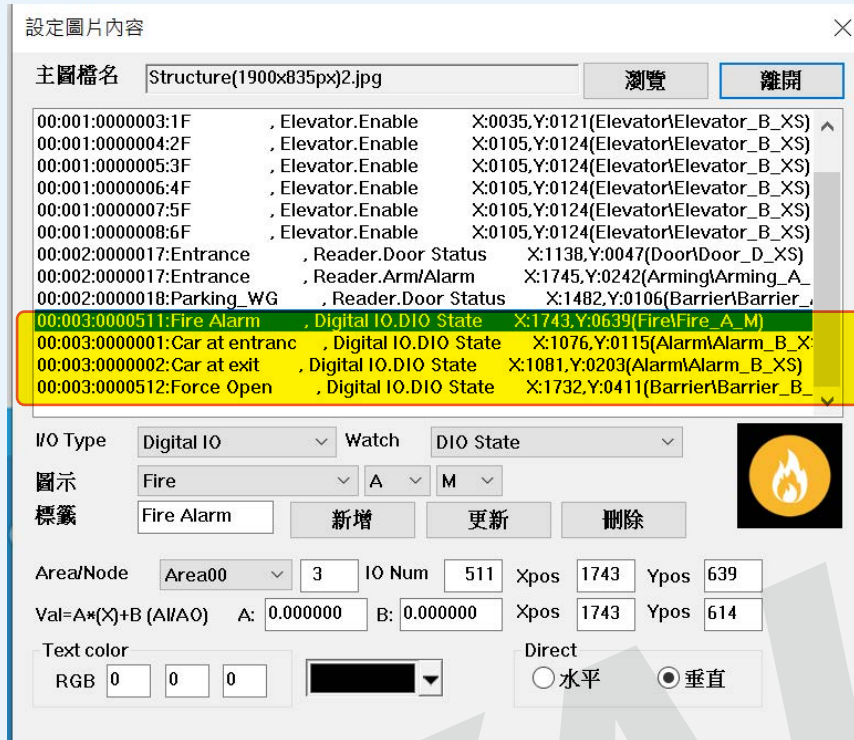 設定圖片內容
主圖檔名 Structure(1900x835px)2.jpg 瀏覽 離開
00:001:0000003:1F , Elevator.Enable X:0035,Y:0121(Elevator\Elevator_B_XS)
00:001:0000004:2F , Elevator.Enable X:0105,Y:0124(Elevator\Elevator_B_XS)
00:001:0000005:3F , Elevator.Enable X:0105,Y:0124(Elevator\Elevator_B_XS)
00:001:0000006:4F , Elevator.Enable X:0105,Y:0124(Elevator\Elevator_B_XS)
00:001:0000007:5F , Elevator.Enable X:0105,Y:0124(Elevator\Elevator_B_XS)
00:001:0000008:6F , Elevator.Enable X:0105,Y:0124(Elevator\Elevator_B_XS)
00:002:0000017:Entrance , Reader.Door Status X:1138,Y:0047(Door\Door_D_XS)
00:002:0000017:Entrance , Reader.Arm/Alarm X:1745,Y:0242(Arming\Arming_A_
00:002:0000018:Parking_WG , Reader.Door Status X:1482,Y:0106(Barrier\Barrier_
00:003:0000511:Fire Alarm , Digital IO.DIO State X:1743,Y:0639(Fire\Fire_A_M)
00:003:0000001:Car at entranc , Digital IO.DIO State X:1076,Y:0115(Alarm\Alarm_B_X
00:003:0000002:Car at exit , Digital IO.DIO State X:1081,Y:0203(Alarm\Alarm_B_XS)
00:003:0000512:Force Open , Digital IO.DIO State X:1732,Y:0411(Barrier\Barrier_B_
I/O Type Digital IO Watch DIO State
圖示 Fire A M
標籤 Fire Alarm 新增 更新 刪除
Area/Node Area00 3 IO Num 511 Xpos 1743 Ypos 639
Val=A*(X)+B (AI/AO) A: 0.000000 B: 0.000000 Xpos 1743 Ypos 614
Text color Direct
RGB 0 0 0 水平 垂直